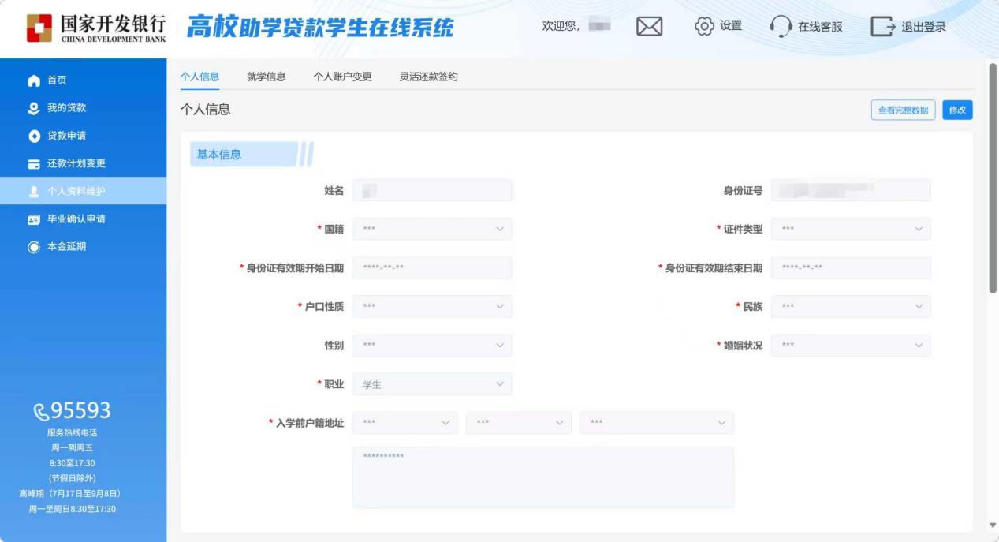 国家开发银行
CHINA DEVELOPMENT BANK
高校助学贷款学生在线系统
欢迎您,
设置
在线客服
退出登录
首页
我的贷款
贷款申请
还款计划变更
个人资料维护
毕业确认申请
本金延期
95593
服务热线电话
周一到周五
8:30至17:30
(节假日除外)
高峰期（7月17日至9月8日）
周一至周日8:30至17:30
个人信息 就学信息 个人账户变更 灵活还款签约
个人信息
查看完整数据 修改
基本信息
姓名
身份证号
* 国籍 ***
* 证件类型 ***
* 身份证有效期开始日期 ****-**-**
* 身份证有效期结束日期 ****-**-**
* 户口性质 ***
* 民族 ***
性别 ***
* 婚姻状况 ***
* 职业 学生
* 入学前户籍地址 *** *** ***
**********